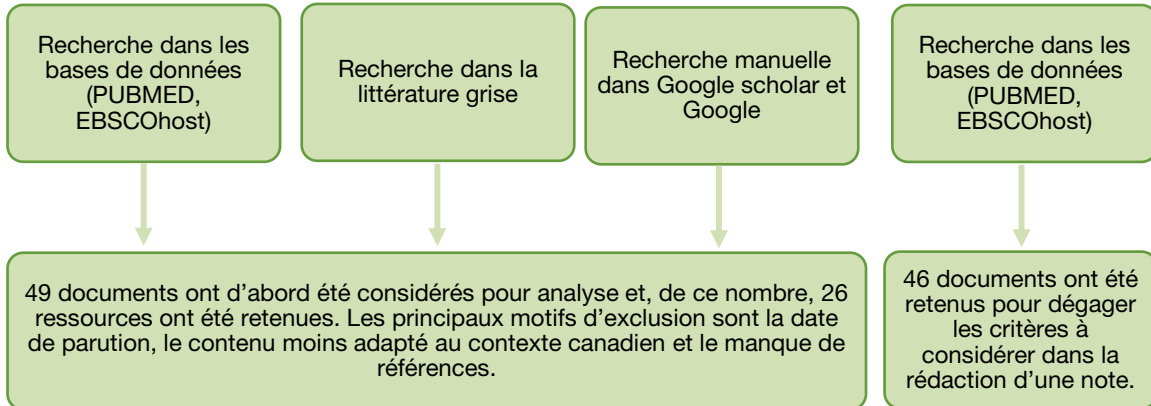 Recherche dans les
bases de données
(PUBMED,
EBSCOhost)
Recherche dans la
littérature grise
Recherche manuelle
dans Google scholar et
Google
Recherche dans les
bases de données
(PUBMED,
EBSCOhost)
49 documents ont d’abord été considérés pour analyse et, de ce nombre, 26
ressources ont été retenues. Les principaux motifs d’exclusion sont la date
de parution, le contenu moins adapté au contexte canadien et le manque de
références.
46 documents ont été
retenus pour dégager
les critères à
considérer dans la
rédaction d’une note.